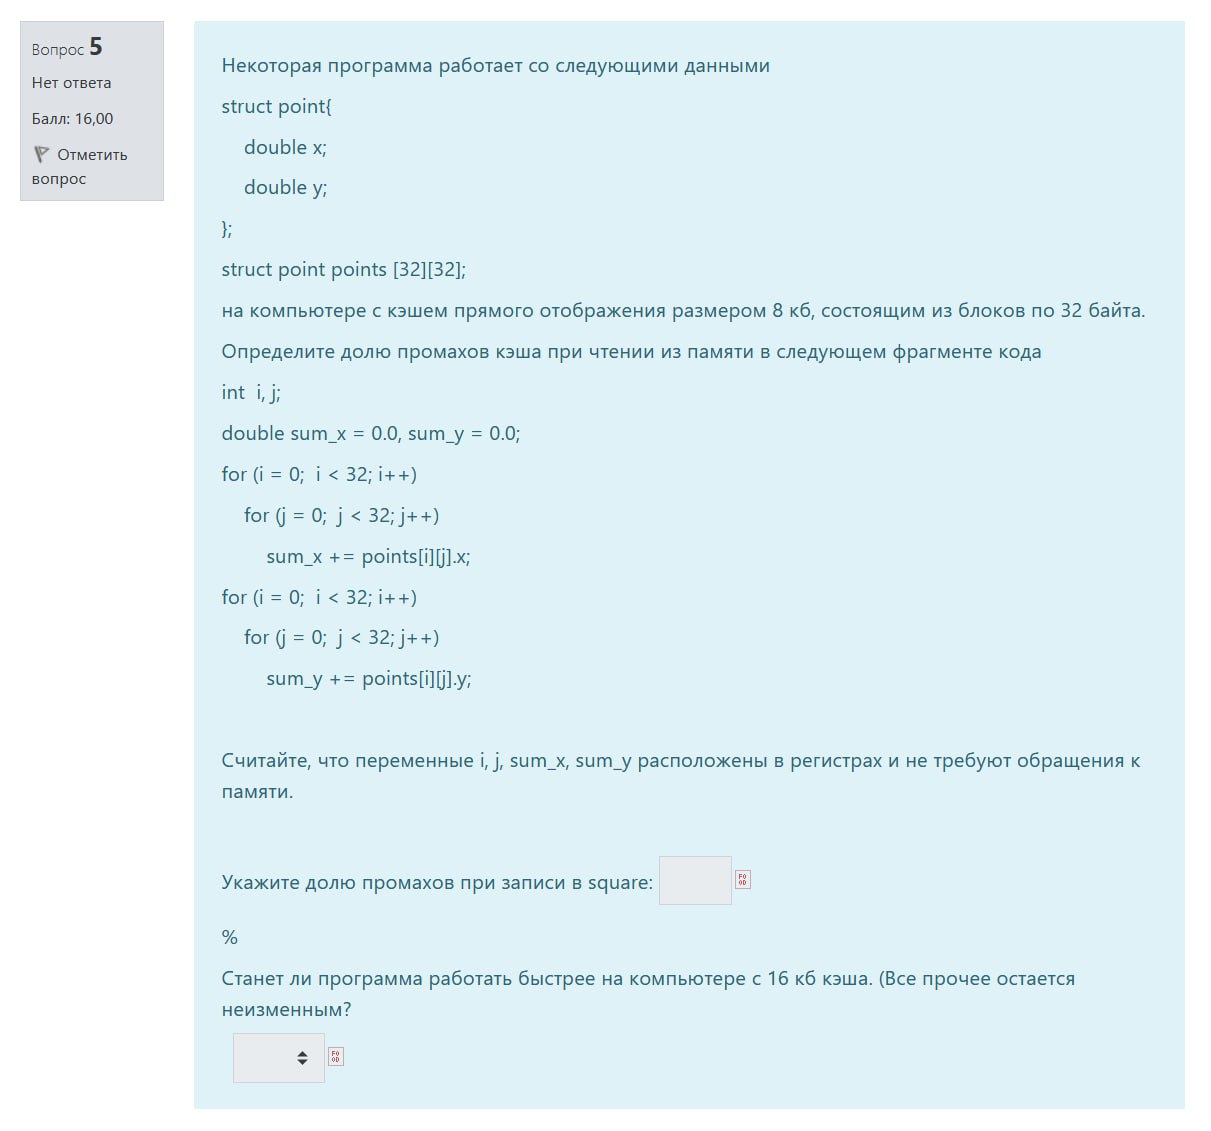 Вопрос 5
Нет ответа
Балл: 16,00
Отметить
вопрос
Некоторая программа работает со следующими данными
struct point{
double x;
double y;
};
struct point points [32][32];
на компьютере с кэшем прямого отображения размером 8 кб, состоящим из блоков по 32 байта.
Определите долю промахов кэша при чтении из памяти в следующем фрагменте кода
int i, j;
double sum_x = 0.0, sum_y = 0.0;
for (i = 0; i < 32; i++)
for (j = 0; j < 32; j++)
sum_x += points[i][j].x;
for (i = 0; i < 32; i++)
for (j = 0; j < 32; j++)
sum_y += points[i][j].y;
Считайте, что переменные i, j, sum_x, sum_y расположены в регистрах и не требуют обращения к
памяти.
Укажите долю промахов при записи в square:
%
Станет ли программа работать быстрее на компьютере с 16 кб кэша. (Все прочее остается
неизменным?